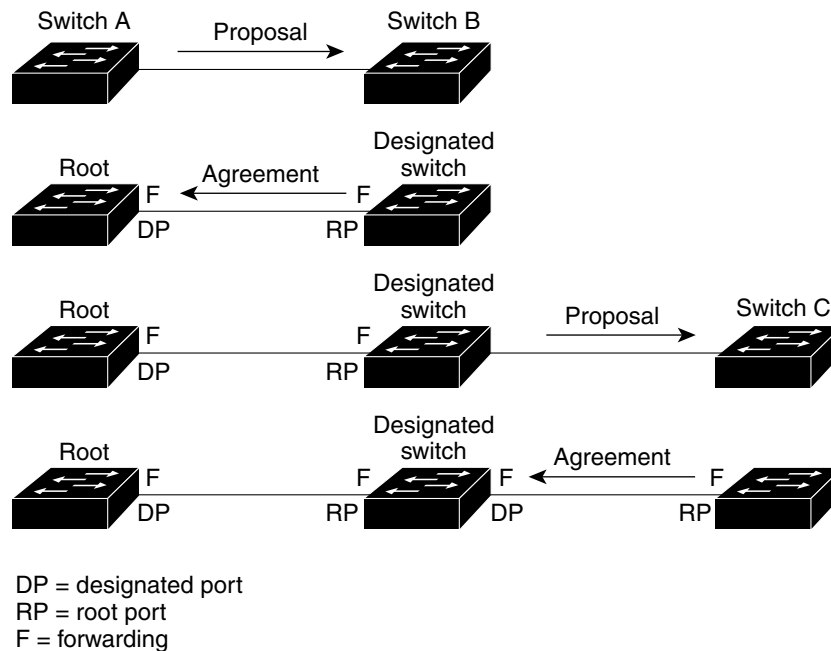 Switch A
Proposal
Switch B
Root
F
Agreement
F
Designated
switch
DP
RP
Root
F
Designated
switch
F
Proposal
Switch C
DP
RP
Root
F
Designated
switch
F
F
Agreement
F
DP
RP
DP
RP
DP = designated port
RP = root port
F = forwarding